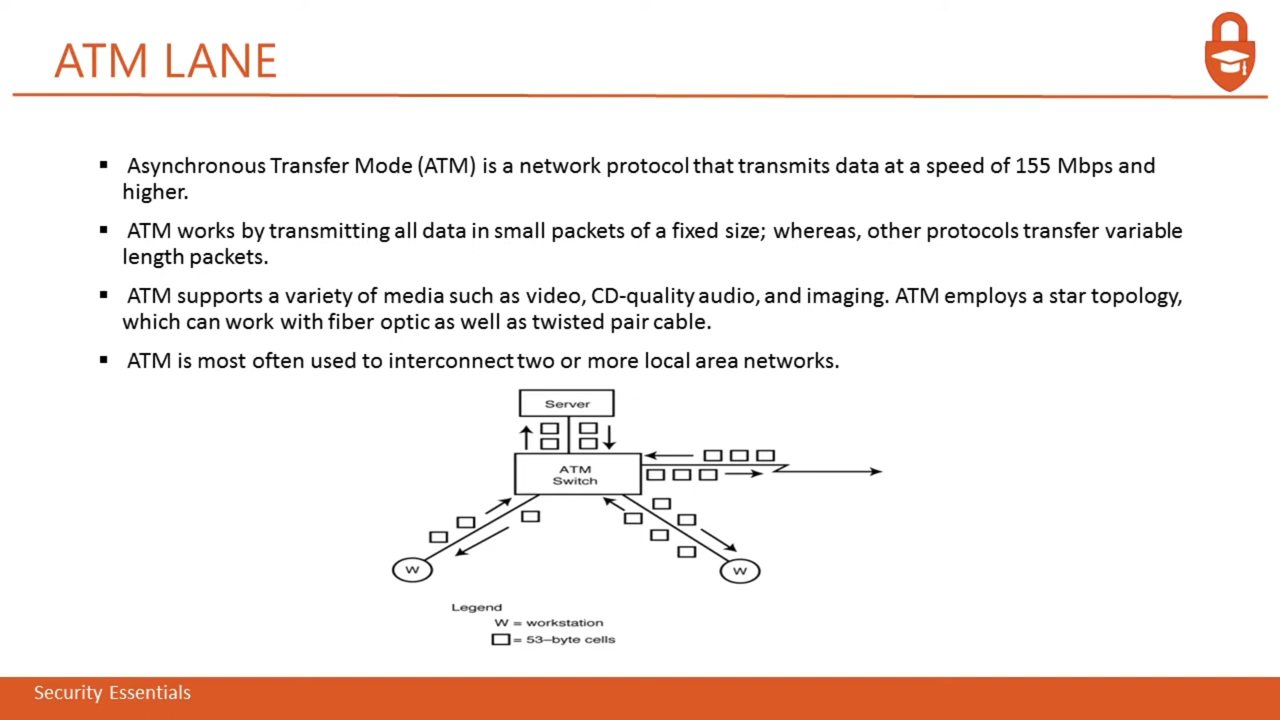 ATM LANE
▪ Asynchronous Transfer Mode (ATM) is a network protocol that transmits data at a speed of 155 Mbps and
higher.
▪ ATM works by transmitting all data in small packets of a fixed size; whereas, other protocols transfer variable
length packets.
▪ ATM supports a variety of media such as video, CD-quality audio, and imaging. ATM employs a star topology,
which can work with fiber optic as well as twisted pair cable.
▪ ATM is most often used to interconnect two or more local area networks.
Server
ATM
Switch
W
W
Legend
W = workstation
= 53–byte cells
Security Essentials